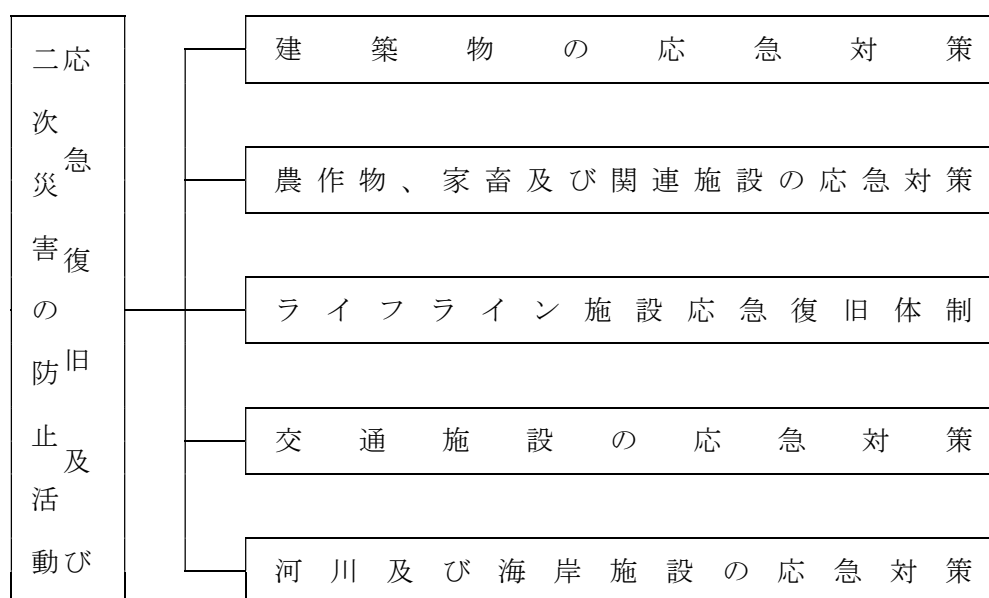 応急復旧及び
二次災害の防止活動
建築物の応急対策
農作物、家畜及び関連施設の応急対策
ライフライン施設応急復旧体制
交通施設の応急対策
河川及び海岸施設の応急対策